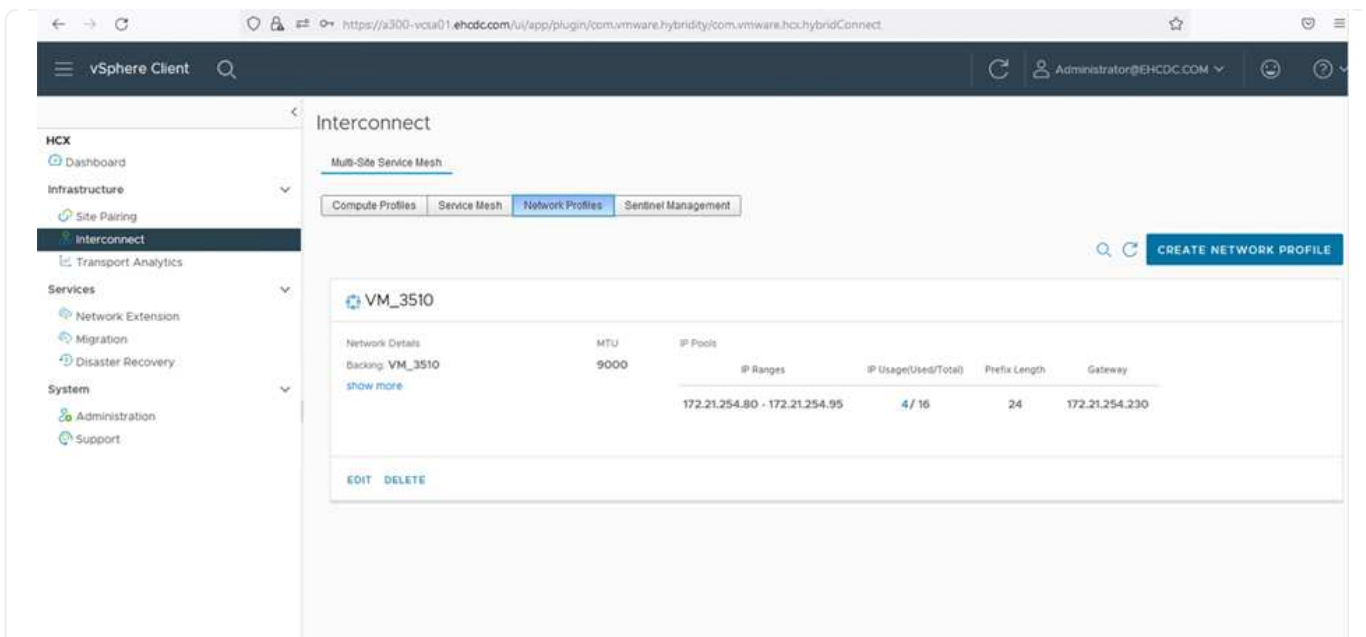 https://a300-vcsa01.ehcdc.com/ui/app/plugin/com.vmware.hybridity/com.vmware.hcx.hybridConnect
vSphere Client
Administrator@EHCDC.COM
HCX
Dashboard
Infrastructure
Site Pairing
Interconnect
Transport Analytics
Services
Network Extension
Migration
Disaster Recovery
System
Administration
Support
Interconnect
Multi-Site Service Mesh
Compute Profiles Service Mesh Network Profiles Sentinel Management
CREATE NETWORK PROFILE
VM_3510
Network Details MTU IP Pools
Backing: VM_3510 9000
show more
IP Ranges IP Usage(Used/Total) Prefix Length Gateway
172.21.254.80 - 172.21.254.95 4/ 16 24 172.21.254.230
EDIT DELETE